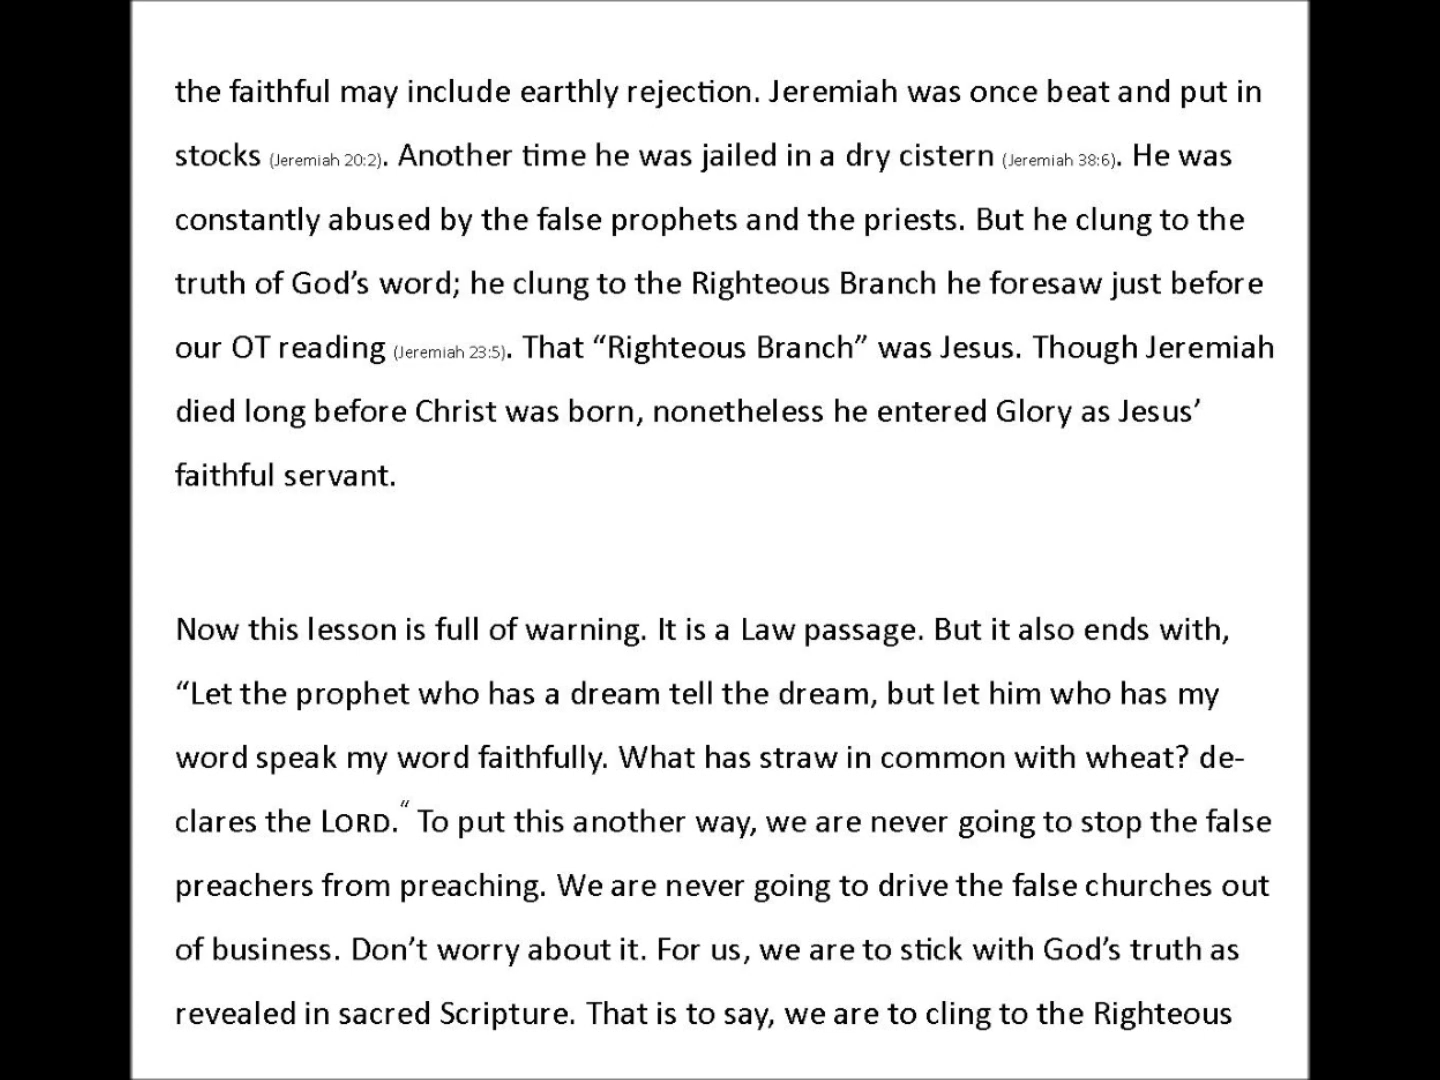 the faithful may include earthly rejection. Jeremiah was once beat and put in
stocks (Jeremiah 20:2). Another time he was jailed in a dry cistern (Jeremiah 38:6). He was
constantly abused by the false prophets and the priests. But he clung to the
truth of God’s word; he clung to the Righteous Branch he foresaw just before
our OT reading (Jeremiah 23:5). That “Righteous Branch” was Jesus. Though Jeremiah
died long before Christ was born, nonetheless he entered Glory as Jesus’
faithful servant.
Now this lesson is full of warning. It is a Law passage. But it also ends with,
“Let the prophet who has a dream tell the dream, but let him who has my
word speak my word faithfully. What has straw in common with wheat? de-
clares the LORD.“ To put this another way, we are never going to stop the false
preachers from preaching. We are never going to drive the false churches out
of business. Don’t worry about it. For us, we are to stick with God’s truth as
revealed in sacred Scripture. That is to say, we are to cling to the Righteous